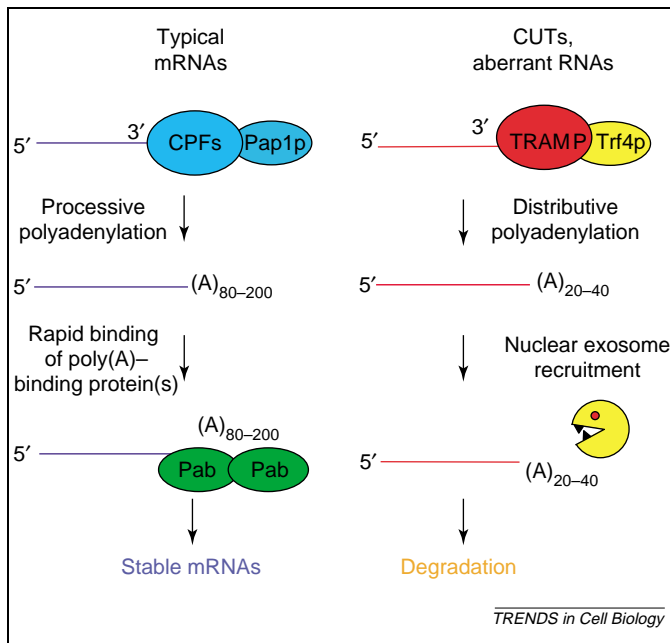 Typical
mRNAs
5′
3′
CPFs
Pap1p
Processive
polyadenylation
5′
(A)80–200
Rapid binding
of poly(A)–
binding protein(s)
(A)80–200
5′
Pab
Pab
Stable mRNAs
CUTs,
aberrant RNAs
5′
3′
TRAMP
Trf4p
Distributive
polyadenylation
5′
(A)20–40
Nuclear exosome
recruitment
5′
(A)20–40
Degradation
TRENDS in Cell Biology